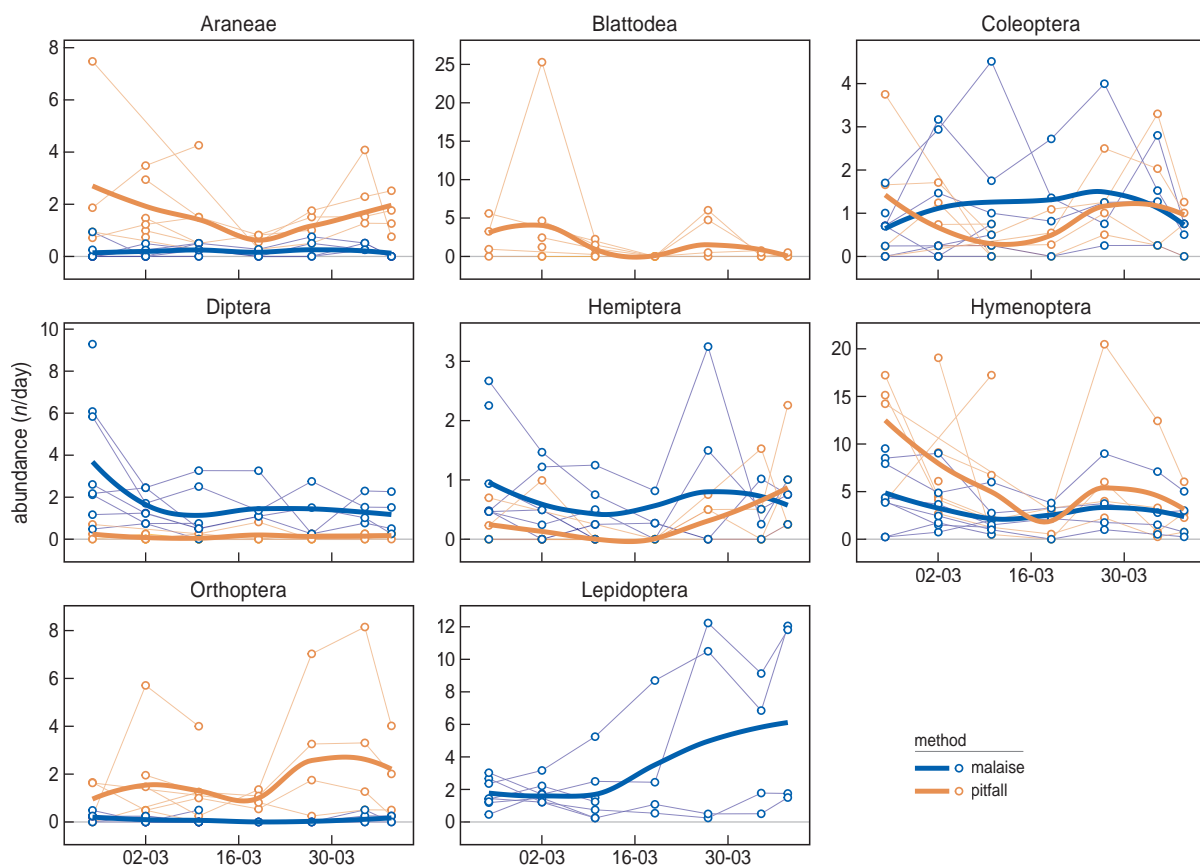 Araneae
Blattodea
Coleoptera
8
6
4
2
0
25
20
15
10
5
0
4
3
2
1
0
Diptera
Hemiptera
Hymenoptera
abundance (n/day)
10
8
6
4
2
0
3
2
1
0
20
15
10
5
0
02-03 16-03 30-03
Orthoptera
Lepidoptera
8
6
4
2
0
12
10
8
6
4
2
0
method
malaise
pitfall
02-03 16-03 30-03
02-03 16-03 30-03